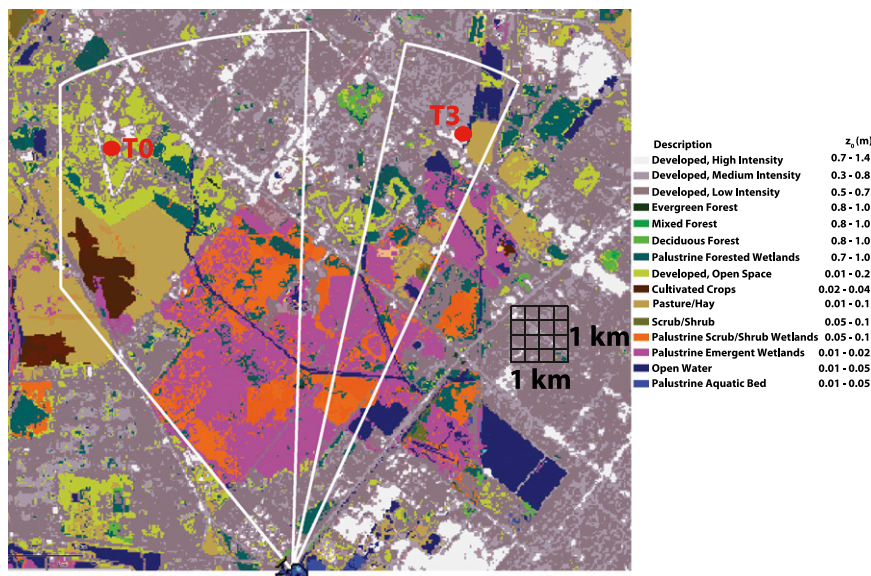 T0
T3
1 km
1 km
Description z₀(m)
Developed, High Intensity 0.7 - 1.4
Developed, Medium Intensity 0.3 - 0.8
Developed, Low Intensity 0.5 - 0.7
Evergreen Forest 0.8 - 1.0
Mixed Forest 0.8 - 1.0
Deciduous Forest 0.8 - 1.0
Palustrine Forested Wetlands 0.7 - 1.0
Developed, Open Space 0.01 - 0.2
Cultivated Crops 0.02 - 0.04
Pasture/Hay 0.01 - 0.1
Scrub/Shrub 0.05 - 0.1
Palustrine Scrub/Shrub Wetlands 0.05 - 0.1
Palustrine Emergent Wetlands 0.01 - 0.02
Open Water 0.01 - 0.05
Palustrine Aquatic Bed 0.01 - 0.05